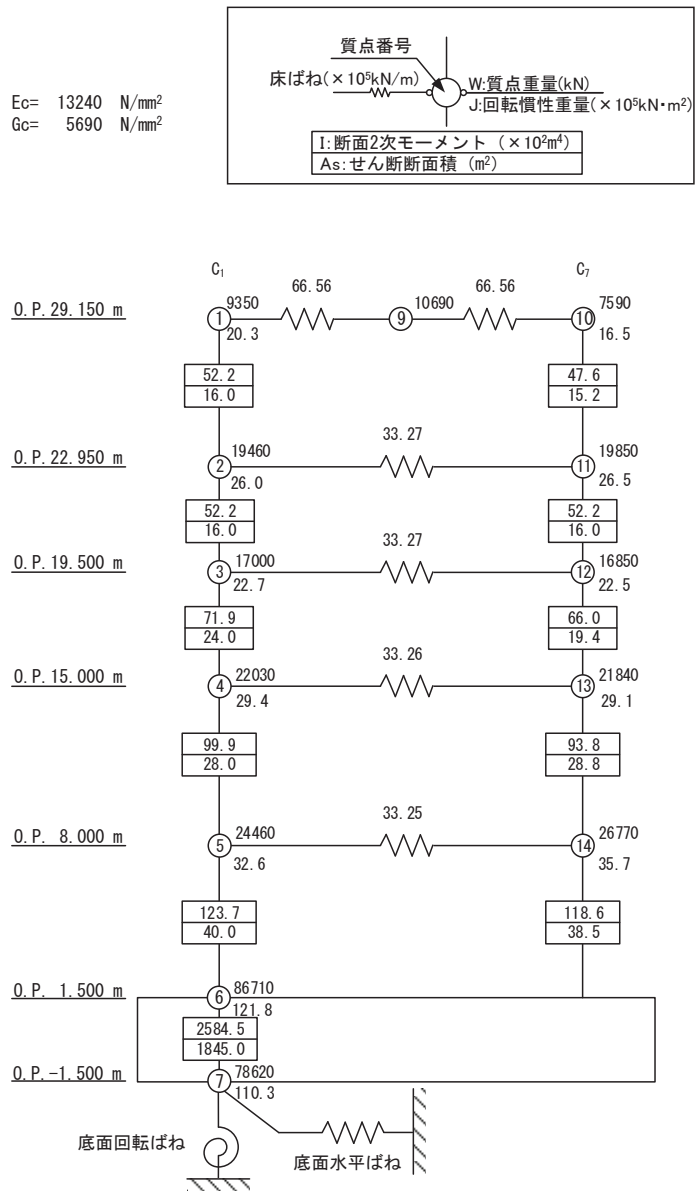 Ec= 13240 N/mm²
Gc= 5690 N/mm²
質点番号
床ばね(×10⁵kN/m)
W:質点重量(kN)
J:回転慣性重量(×10⁵kN・m²)
I:断面2次モーメント (×10²m⁴)
As:せん断断面積 (m²)
C₁ C₇
66.56 66.56
O.P.29.150 m 1 9350 9 10690 10 7590
20.3 16.5
52.2 47.6
16.0 15.2
33.27
O.P.22.950 m 2 19460 11 19850
26.0 26.5
52.2 52.2
16.0 16.0
33.27
O.P.19.500 m 3 17000 12 16850
22.7 22.5
71.9 66.0
24.0 19.4
33.26
O.P.15.000 m 4 22030 13 21840
29.4 29.1
99.9 93.8
28.0 28.8
33.25
O.P. 8.000 m 5 24460 14 26770
32.6 35.7
123.7 118.6
40.0 38.5
O.P. 1.500 m 6 86710
121.8
2584.5
1845.0
O.P.-1.500 m 7 78620
110.3
底面回転ばね
底面水平ばね